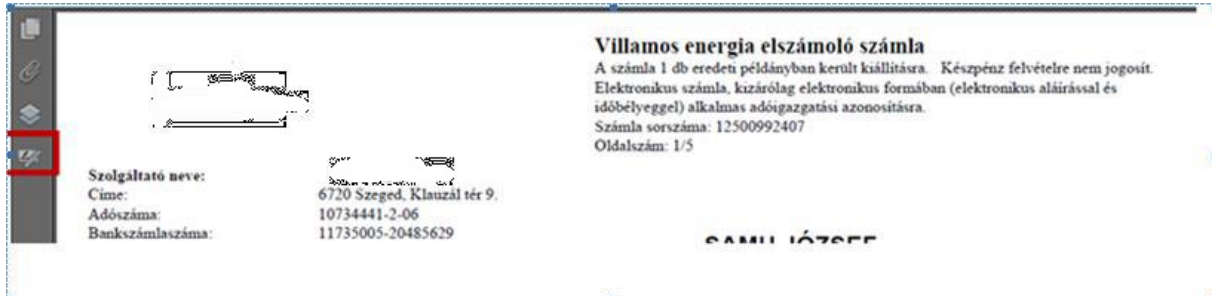 Villamos energia elszámoló számla
A számla 1 db eredeti példányban került kiállításra. Készpénz felvételre nem jogosít.
Elektronikus számla, kizárólag elektronikus formában (elektronikus aláírással és
időbélyeggel) alkalmas adóigazgatási azonosításra.
Számla sorszáma: 12500992407
Oldalszám: 1/5
Szolgáltató neve:
Címe: 6720 Szeged, Klauzál tér 9.
Adószáma: 10734441-2-06
Bankszámlaszáma: 11735005-20485629
SAMU JÓZSEF